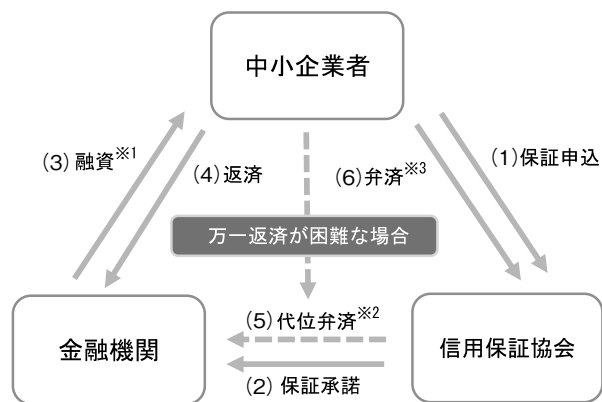 中小企業者
(3)融資※1
(4)返済
(6)弁済※3
(1)保証申込
万一返済が困難な場合
金融機関
(5)代位弁済※2
(2)保証承諾
信用保証協会